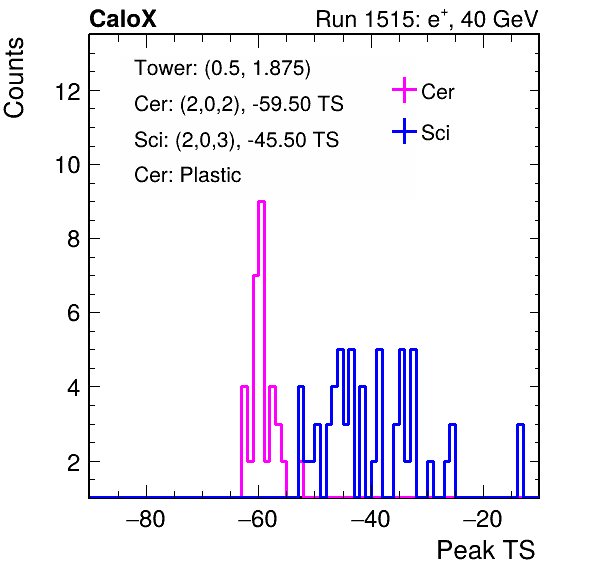 CaloX
Run 1515: e+, 40 GeV
Counts
Tower: (0.5, 1.875)
Cer: (2,0,2), -59.50 TS
Sci: (2,0,3), -45.50 TS
Cer: Plastic
Cer
Sci
12
10
8
6
4
2
−80 −60 −40 −20
Peak TS